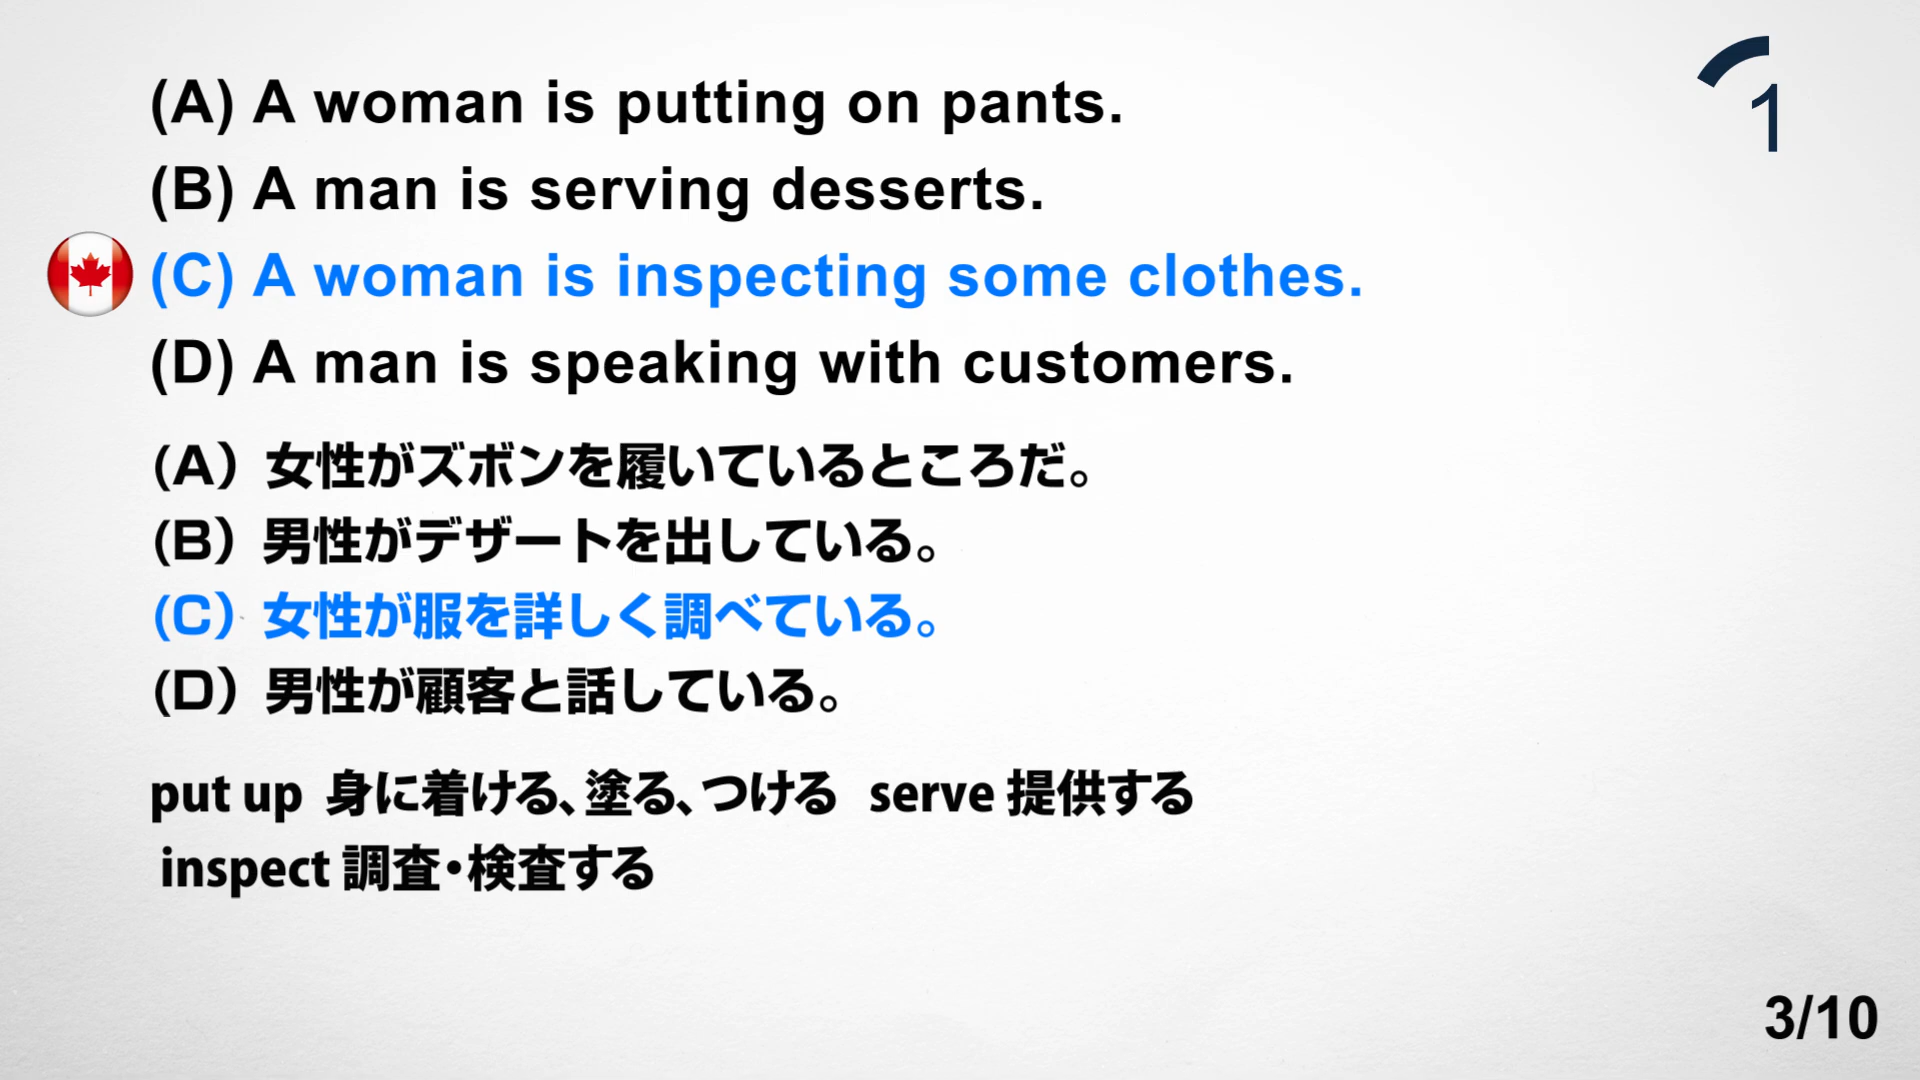 (A) A woman is putting on pants.
(B) A man is serving desserts.
(C) A woman is inspecting some clothes.
(D) A man is speaking with customers.
(A）女性がズボンを履いているところだ。
(B）男性がデザートを出している。
(C）女性が服を詳しく調べている。
(D）男性が顧客と話している。
put up 身に着ける、塗る、つける serve 提供する
inspect 調査・検査する
1
3/10